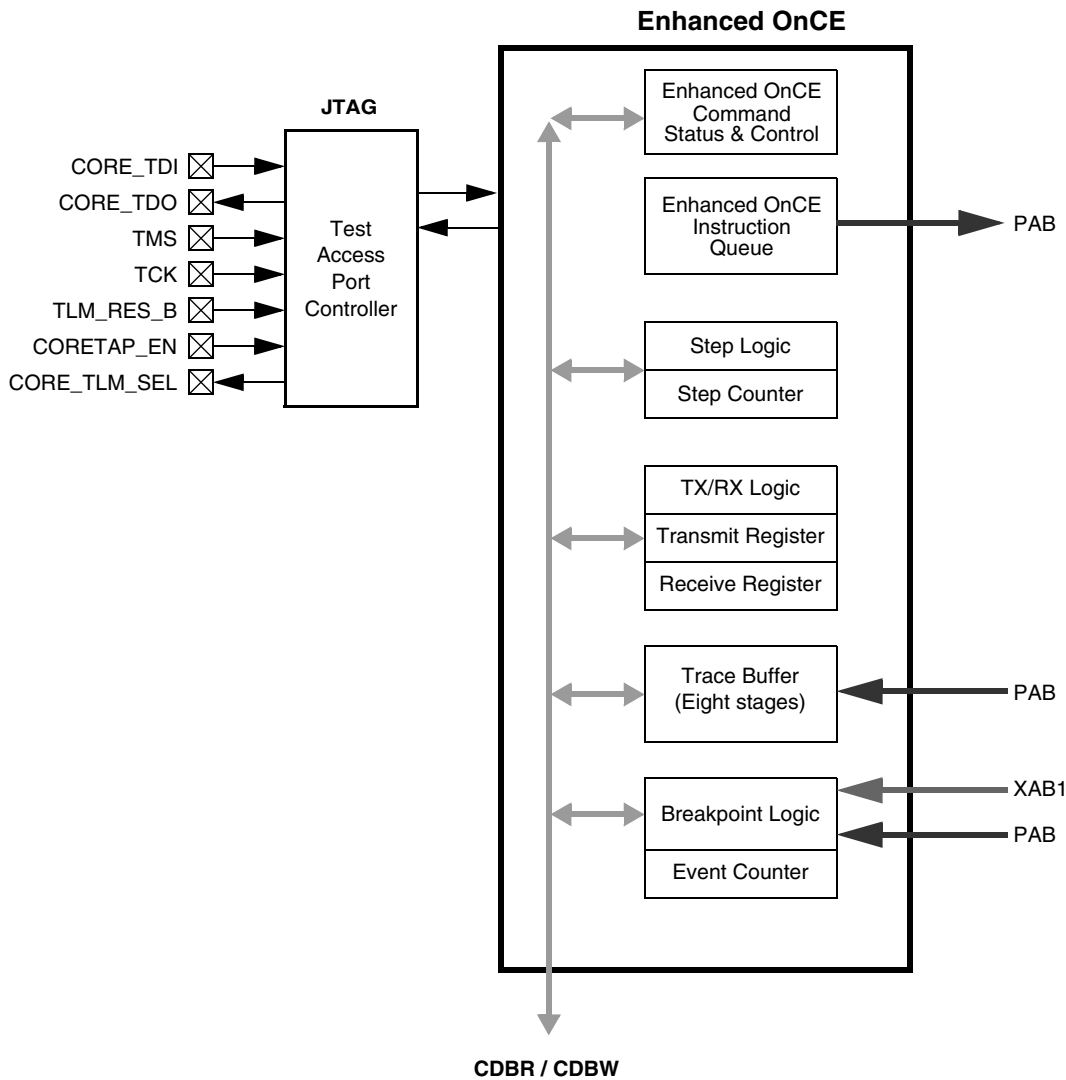 Enhanced OnCE
JTAG
CORE_TDI
CORE_TDO
TMS
TCK
TLM_RES_B
CORETAP_EN
CORE_TLM_SEL
Test
Access
Port
Controller
Enhanced OnCE
Command
Status & Control
Enhanced OnCE
Instruction
Queue
PAB
Step Logic
Step Counter
TX/RX Logic
Transmit Register
Receive Register
Trace Buffer
(Eight stages)
PAB
Breakpoint Logic
Event Counter
XAB1
PAB
CDBR / CDBW